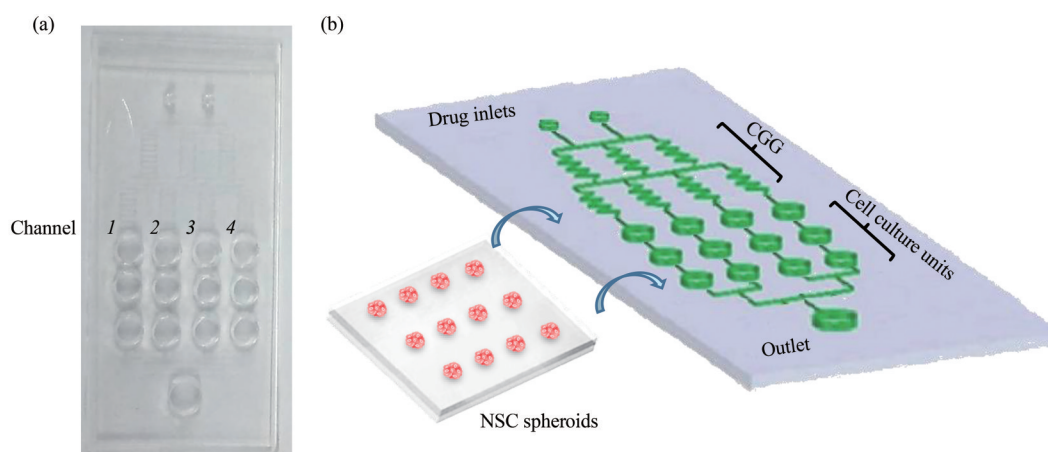 (a)
Channel
1 2 3 4
(b)
Drug inlets
CGG
Cell culture units
Outlet
NSC spheroids